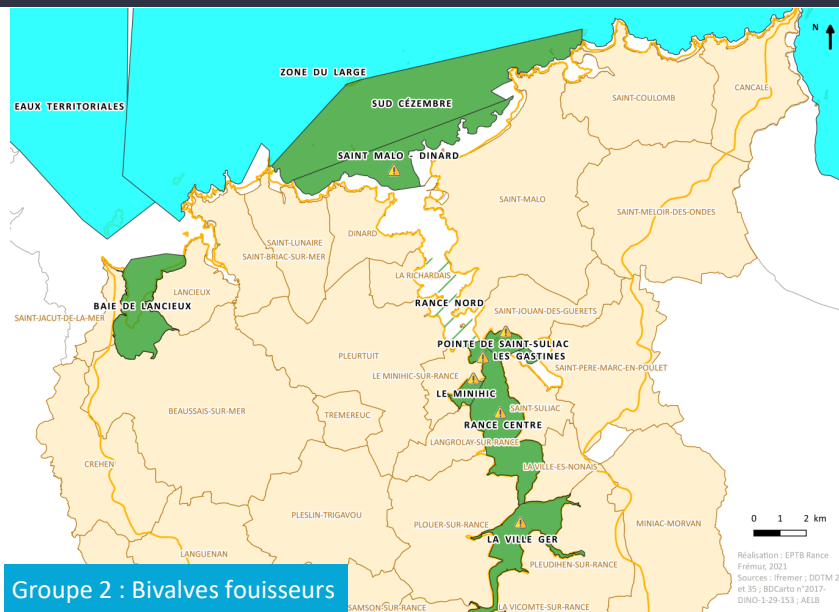 N
ZONE DU LARGE
EAUX TERRITORIALES
SUD CÉZEMBRE
SAINT-COULOMB
CANCALE
SAINT MALO - DINARD
SAINT-MALO
SAINT-MELOIR-DES-ONDES
DINARD
SAINT-LUNAIRE
SAINT-BRIAC-SUR-MER
LA RICHARDAIS
LANCIEUX
BAIE DE LANCIEUX
RANCE NORD
SAINT-JACUT-DE-LA-MER
SAINT-JOUAN-DES-GUERETS
POINTE DE SAINT-SULIAC
PLEURTUIT
LES GASTINES
LE MINIHIC-SUR-RANCE
SAINT-PERE-MARC-EN-POULET
LE MINIHIC
BEAUSSAIS-SUR-MER
TREMEREUC
SAINT-SULIAC
RANCE CENTRE
LANGROLAY-SUR-RANCE
CREHEN
LA VILLE-ES-NONAIS
PLESLIN-TRIGAVOU
PLOUER-SUR-RANCE
MINIAC-MORVAN
0 1 2 km
LA VILLE GER
LANGUENAN
PLEUDIHEN-SUR-RANCE
Réalisation : EPTB Rance
Frémur, 2021
Sources : Ifremer ; DDTM 2
et 35 ; BDCarto n°2017-
DINO-1-29-153 ; AELB
Groupe 2 : Bivalves fouisseurs
SAMSON-SUR-RANCE
LA VICOMTE-SUR-RANCE